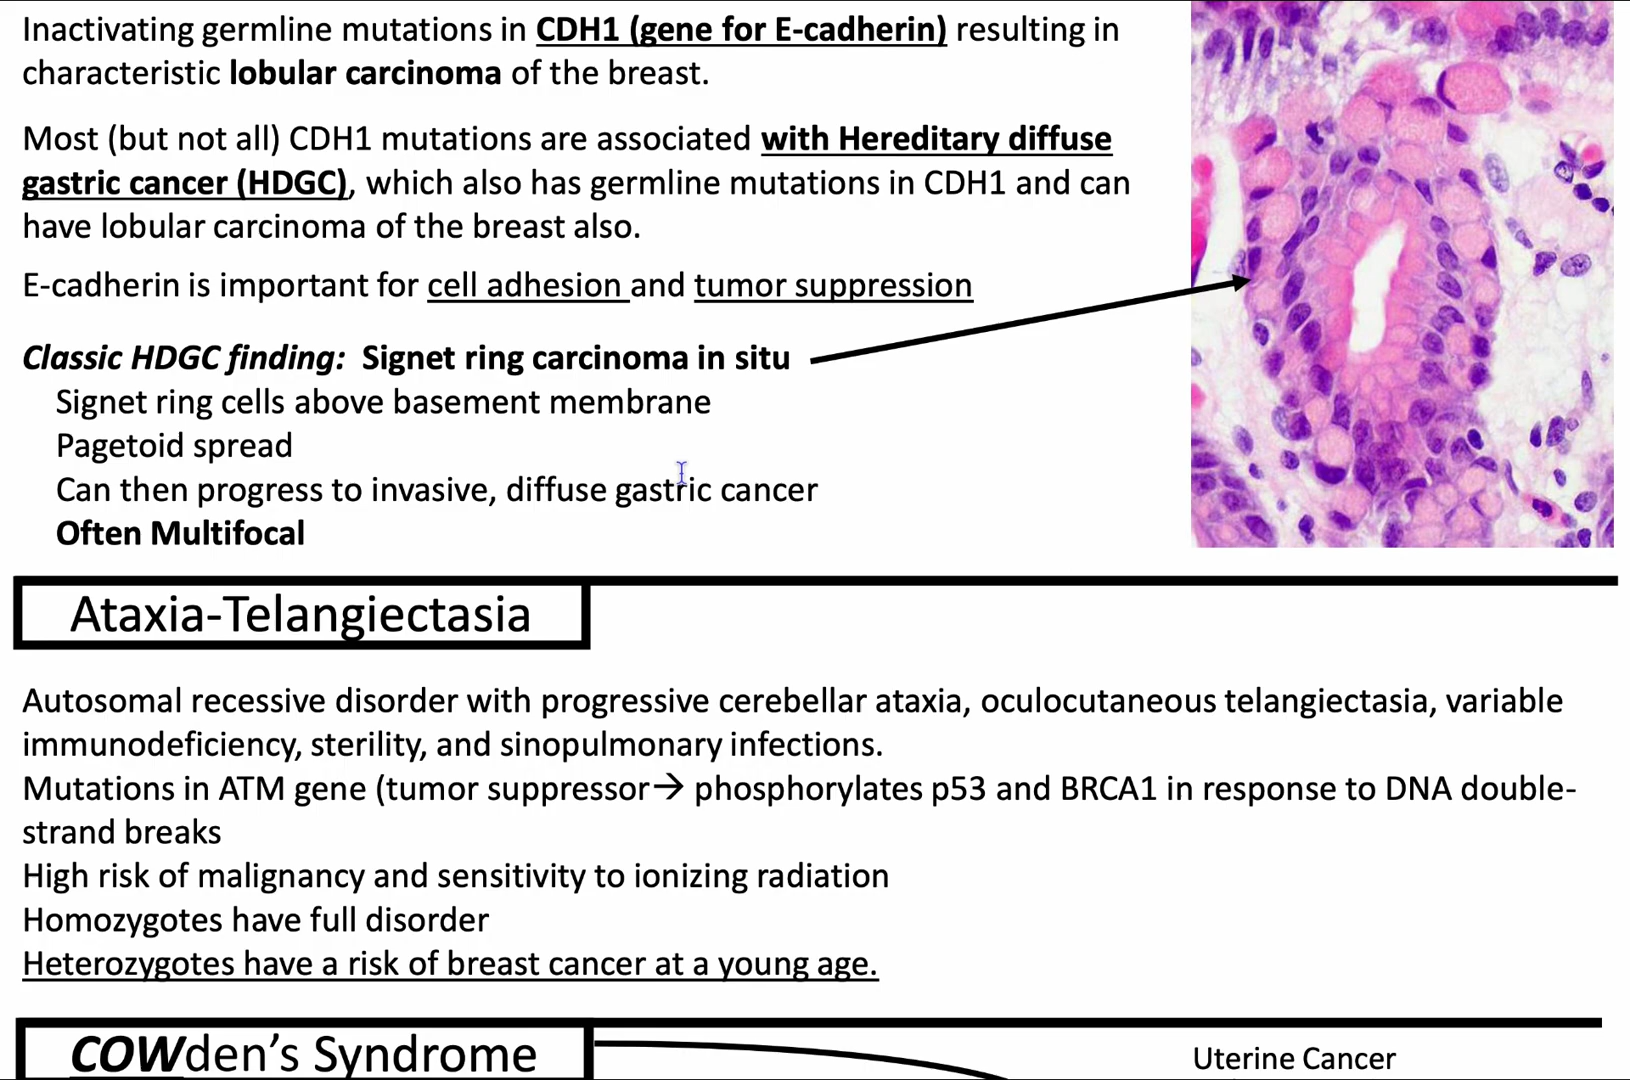 Inactivating germline mutations in CDH1 (gene for E-cadherin) resulting in
characteristic lobular carcinoma of the breast.
Most (but not all) CDH1 mutations are associated with Hereditary diffuse
gastric cancer (HDGC), which also has germline mutations in CDH1 and can
have lobular carcinoma of the breast also.
E-cadherin is important for cell adhesion and tumor suppression
Classic HDGC finding: Signet ring carcinoma in situ
Signet ring cells above basement membrane
Pagetoid spread
Can then progress to invasive, diffuse gastric cancer
Often Multifocal
Ataxia-Telangiectasia
Autosomal recessive disorder with progressive cerebellar ataxia, oculocutaneous telangiectasia, variable
immunodeficiency, sterility, and sinopulmonary infections.
Mutations in ATM gene (tumor suppressor→ phosphorylates p53 and BRCA1 in response to DNA double-
strand breaks
High risk of malignancy and sensitivity to ionizing radiation
Homozygotes have full disorder
Heterozygotes have a risk of breast cancer at a young age.
COWden’s Syndrome
Uterine Cancer